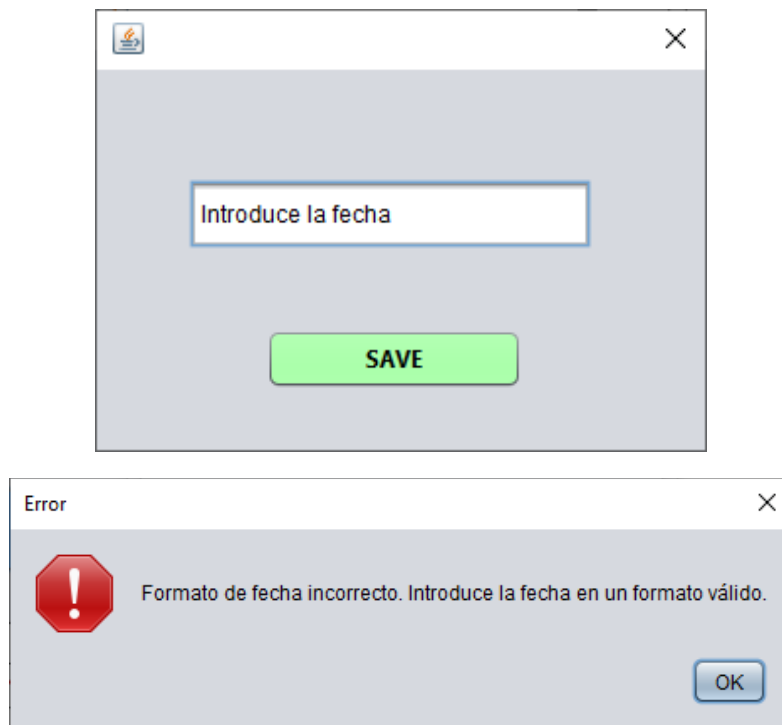 Introduce la fecha
SAVE
Error
Formato de fecha incorrecto. Introduce la fecha en un formato válido.
OK